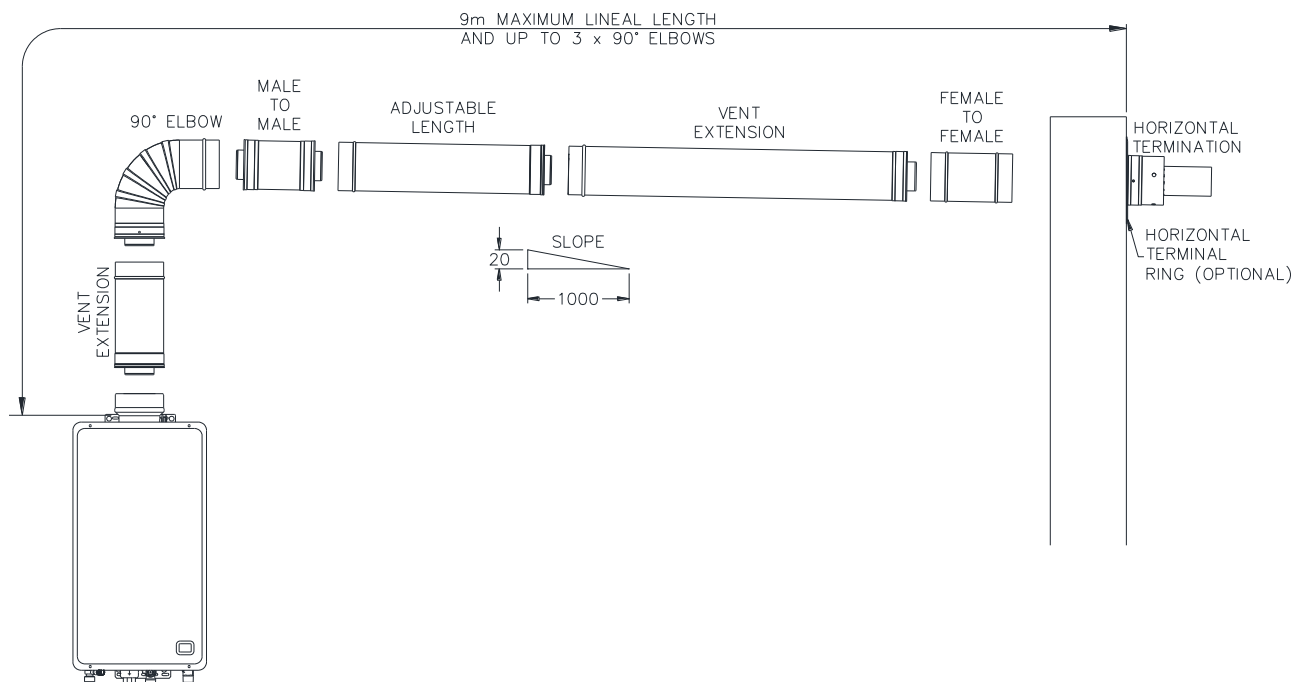 9m MAXIMUM LINEAL LENGTH
AND UP TO 3 x 90° ELBOWS
90° ELBOW
MALE
TO
MALE
ADJUSTABLE
LENGTH
VENT
EXTENSION
FEMALE
TO
FEMALE
HORIZONTAL
TERMINATION
HORIZONTAL
TERMINAL
RING (OPTIONAL)
SLOPE
20
1000
VENT
EXTENSION